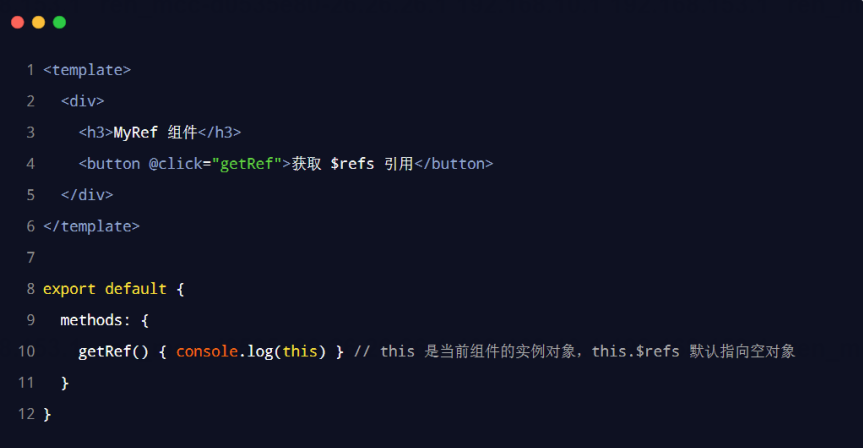 1 <template>
2   <div>
3     <h3>MyRef 组件</h3>
4     <button @click="getRef">获取 $refs 引用</button>
5   </div>
6 </template>
7
8 export default {
9   methods: {
10     getRef() { console.log(this) } // this 是当前组件的实例对象，this.$refs 默认指向空对象
11   }
12 }